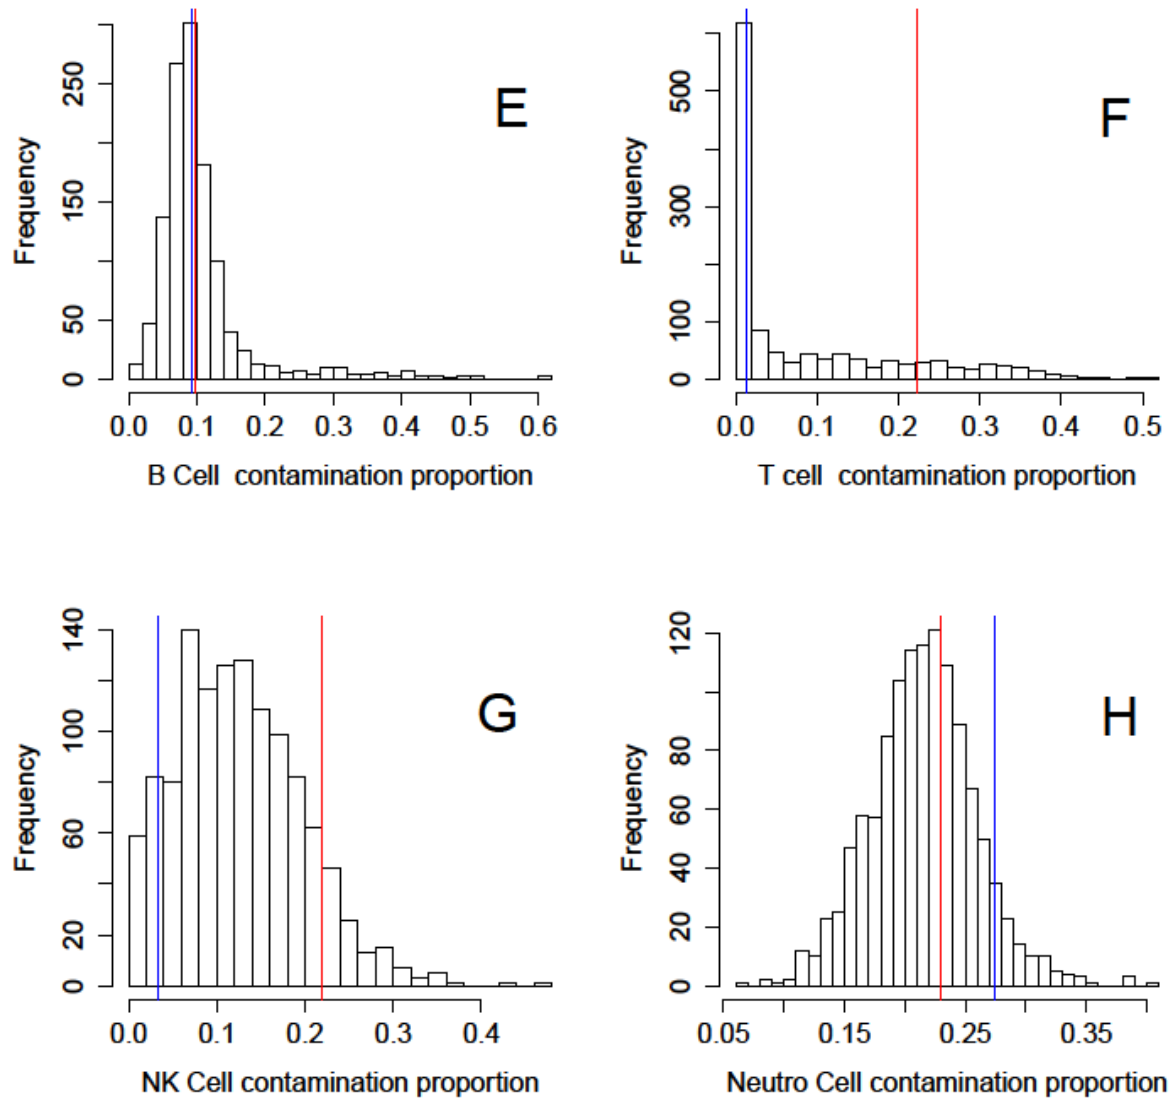 E
Frequency
0 50 150 250
0.0 0.1 0.2 0.3 0.4 0.5 0.6
B Cell contamination proportion
F
Frequency
0 100 300 500
0.0 0.1 0.2 0.3 0.4 0.5
T cell contamination proportion
G
Frequency
0 20 60 100 140
0.0 0.1 0.2 0.3 0.4
NK Cell contamination proportion
H
Frequency
0 20 40 60 80 120
0.05 0.15 0.25 0.35
Neutro Cell contamination proportion